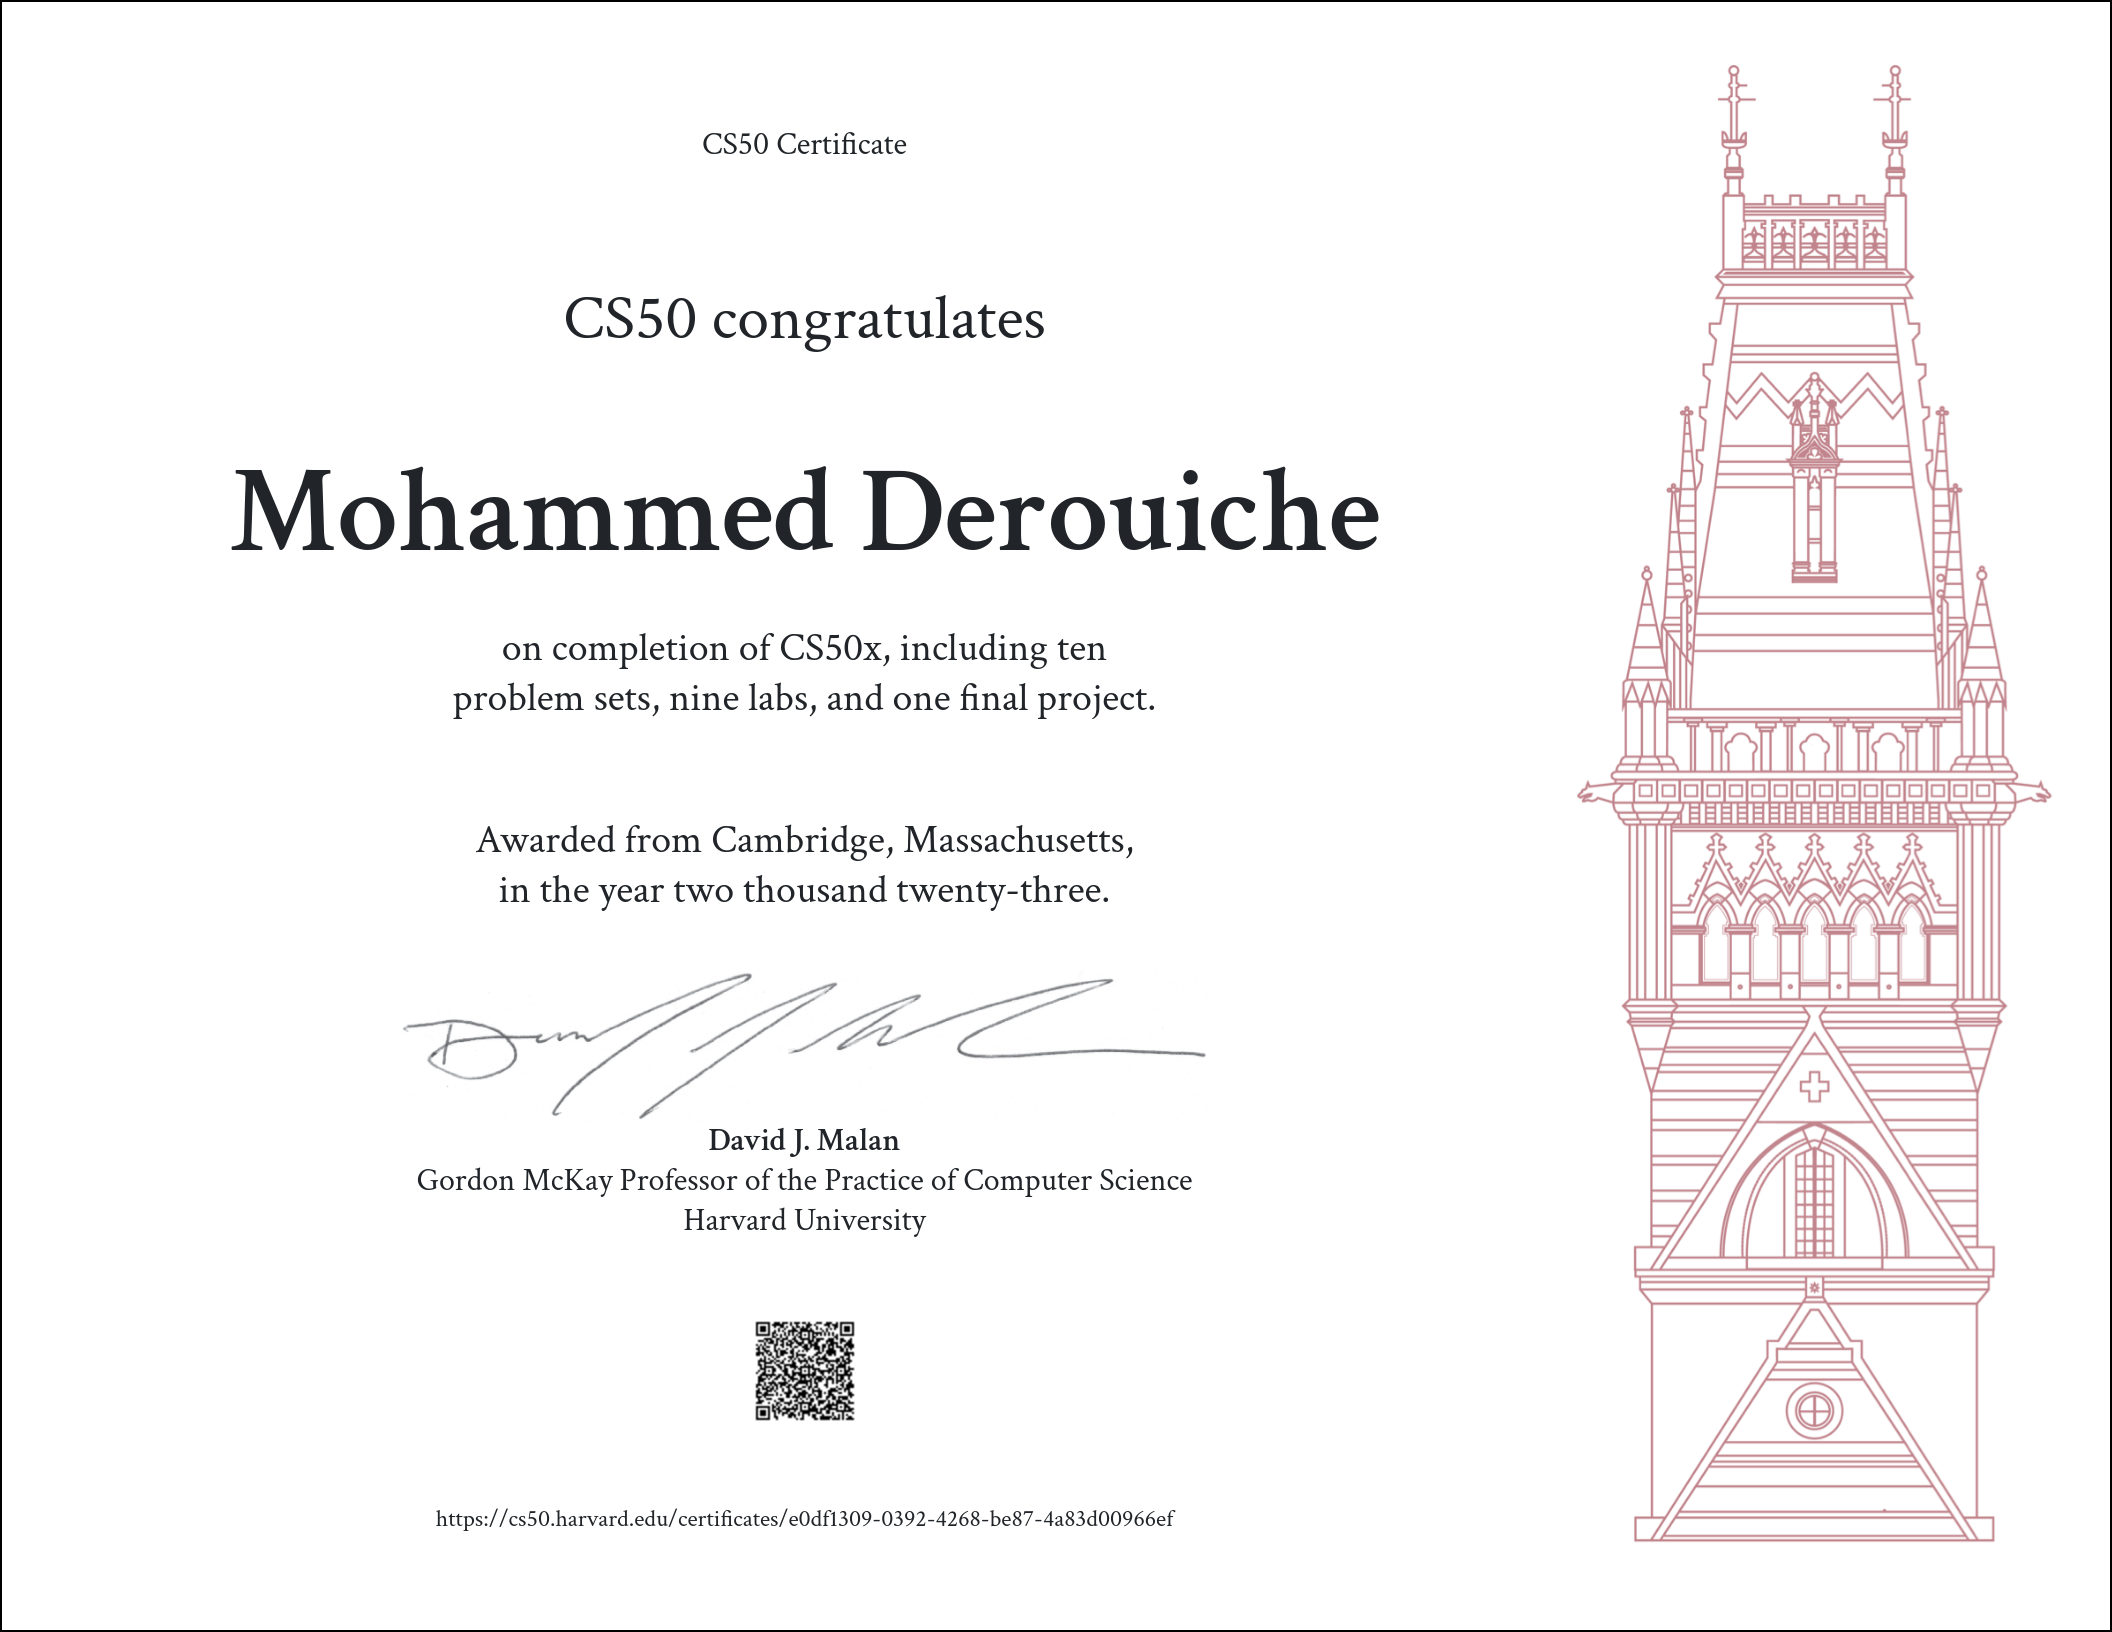 CS50 Certificate
CS50 congratulates
Mohammed Derouiche
on completion of CS50x, including ten
problem sets, nine labs, and one final project.
Awarded from Cambridge, Massachusetts,
in the year two thousand twenty-three.
David J. Malan
Gordon McKay Professor of the Practice of Computer Science
Harvard University
https://cs50.harvard.edu/certificates/e0df1309-0392-4268-be87-4a83d00966ef